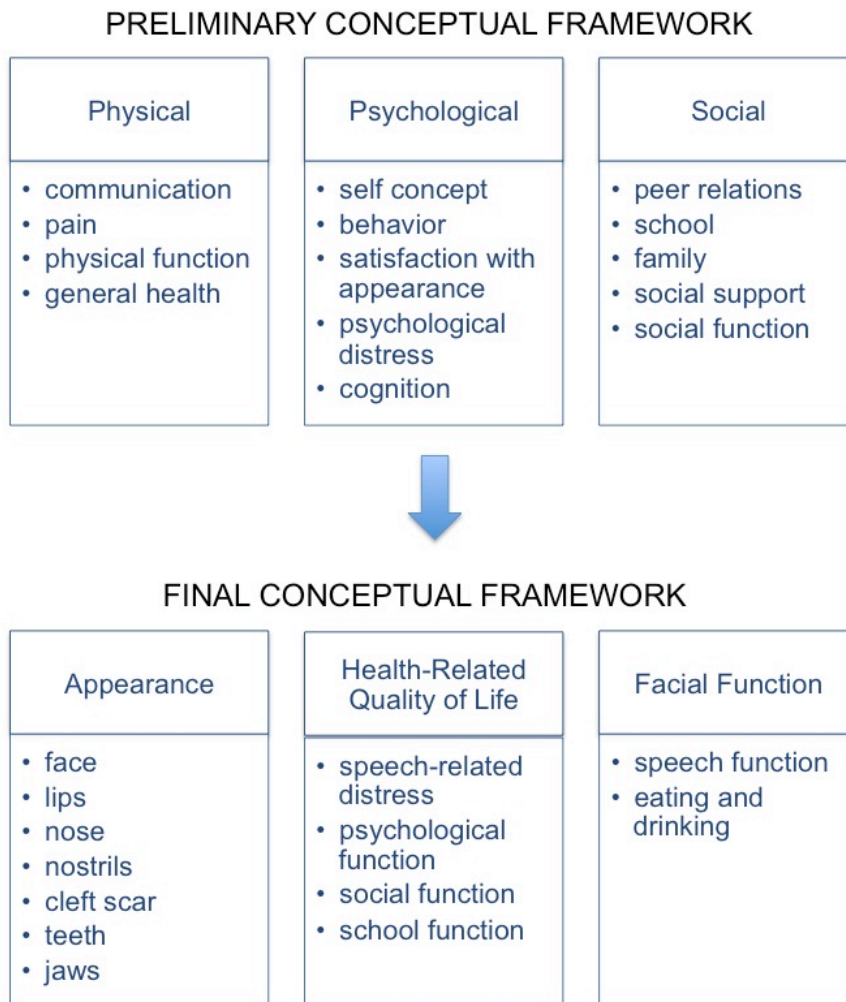 PRELIMINARY CONCEPTUAL FRAMEWORK
Physical
• communication
• pain
• physical function
• general health
Psychological
• self concept
• behavior
• satisfaction with
appearance
• psychological
distress
• cognition
Social
• peer relations
• school
• family
• social support
• social function
FINAL CONCEPTUAL FRAMEWORK
Appearance
• face
• lips
• nose
• nostrils
• cleft scar
• teeth
• jaws
Health-Related
Quality of Life
• speech-related
distress
• psychological
function
• social function
• school function
Facial Function
• speech function
• eating and
drinking